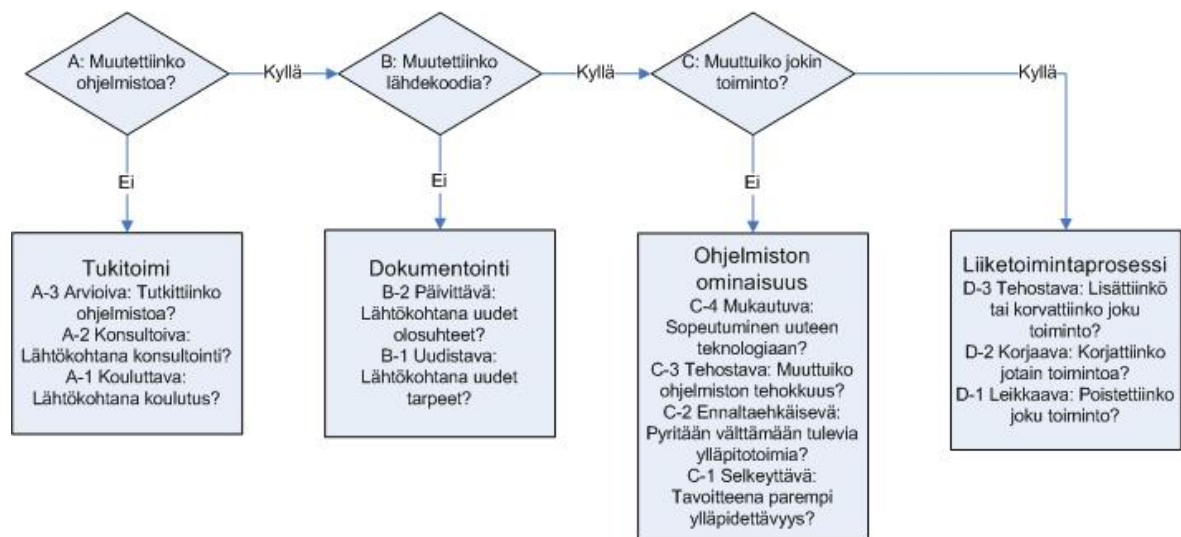 A: Muutettiinko
ohjelmistoa?
Kyllä
B: Muutettiinko
lähdekoodia?
Kyllä
C: Muuttuiko jokin
toiminto?
Kyllä
Ei
Ei
Ei
Tukitoimi
A-3 Arvioiva: Tutkittiinko
ohjelmistoa?
A-2 Konsultoiva:
Lähtökohtana konsultointi?
A-1 Kouluttava:
Lähtökohtana koulutus?
Dokumentointi
B-2 Päivittävä:
Lähtökohtana uudet
olosuhteet?
B-1 Uudistava:
Lähtökohtana uudet
tarpeet?
Ohjelmiston
ominaisuus
C-4 Mukautuva:
Sopeutuminen uuteen
teknologiaan?
C-3 Tehostava: Muuttuiko
ohjelmiston tehokkuus?
C-2 Ennaltaehkäisevä:
Pyritään välttämään tulevia
ylläpitotoimia?
C-1 Selkeyttävä:
Tavoitteena parempi
ylläpidettävyys?
Liiketoimintaprosessi
D-3 Tehostava: Lisättiinkö
tai korvattiinko joku
toiminto?
D-2 Korjaava: Korjattiinko
jotain toimintoa?
D-1 Leikkaava: Poistettiinko
joku toiminto?